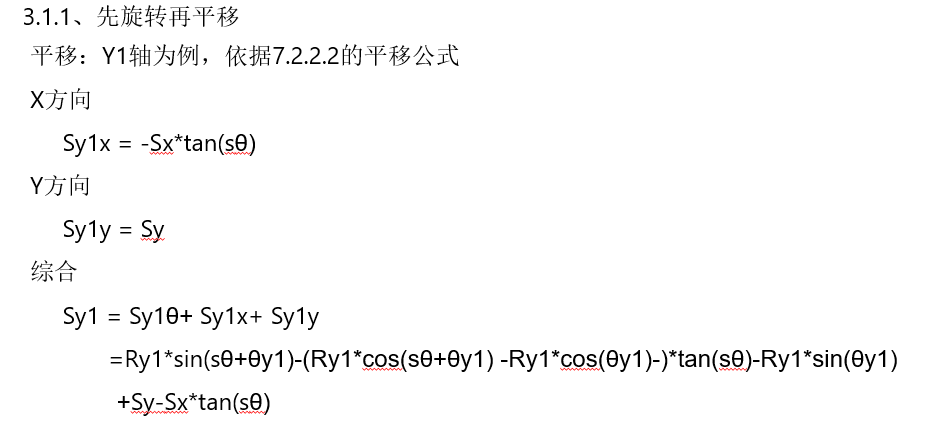 3.1.1、先旋转再平移
平移：Y1轴为例，依据7.2.2.2的平移公式
X方向
Sy1x = -Sx*tan(sθ)
Y方向
Sy1y = Sy
综合
Sy1 = Sy1θ+ Sy1x+ Sy1y
=Ry1*sin(sθ+θy1)-(Ry1*cos(sθ+θy1) -Ry1*cos(θy1)-)*tan(sθ)-Ry1*sin(θy1)
+Sy-Sx*tan(sθ)